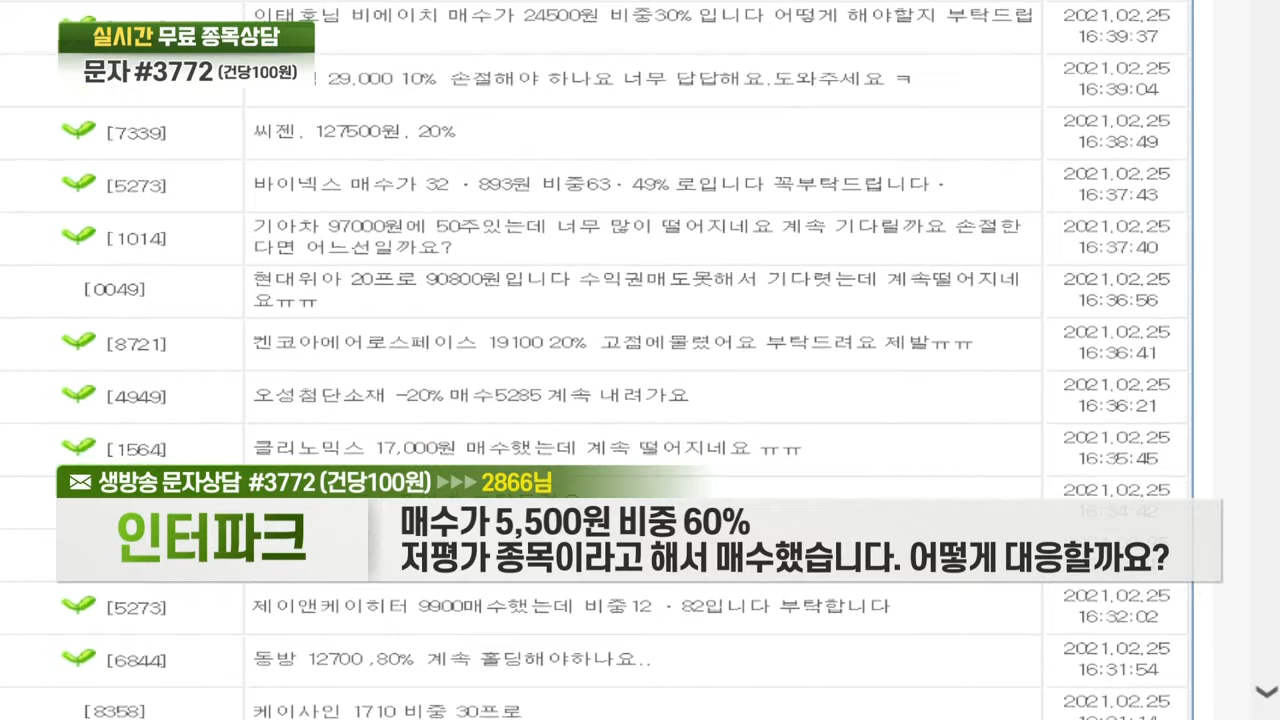 이태호님 비에이치 매수가 24500원 비중30% 입니다 어떻게 해야할지 부탁드립
2021.02.25
16:39:37
실시간 무료 종목상담
문자 #3772 (건당100원)
29,000 10% 손절해야 하나요 너무 답답해요.도와주세요 ㅋ
2021.02.25
16:39:04
[7339]
씨젠, 127500원, 20%
2021.02.25
16:38:49
[5273]
바이넥스 매수가 32 · 893원 비중63· 49% 로입니다 꼭부탁드립니다·
2021.02.25
16:37:43
[1014]
기아차 97000원에 50주있는데 너무 많이 떨어지네요 계속 기다릴까요 손절한
다면 어느선일까요?
2021.02.25
16:37:40
[0049]
현대위아 20프로 90800원입니다 수익권매도못해서 기다렷는데 계속떨어지네
요ㅠㅠ
2021.02.25
16:36:56
[8721]
켄코아에어로스페이스 19100 20% 고점에물렸어요 부탁드려요 제발ㅠㅠ
2021.02.25
16:36:41
[4949]
오성첨단소재 -20% 매수5285 계속 내려가요
2021.02.25
16:36:21
[1564]
클리노믹스 17,000원 매수했는데 계속 떨어지네요 ㅠㅠ
2021.02.25
16:35:45
생방송 문자상담 #3772 (건당100원) ▶▶▶ 2866님
2021.02.25
16:34:42
인터파크
매수가 5,500원 비중 60%
저평가 종목이라고 해서 매수했습니다. 어떻게 대응할까요?
[5273]
제이앤케이히터 9900매수했는데 비중12 · 82입니다 부탁합니다
2021.02.25
16:32:02
[6844]
동방 12700 ,80% 계속 홀딩해야하나요..
2021.02.25
16:31:54
[8358]
케이사인 1710 비중 30프로
2021.02.25